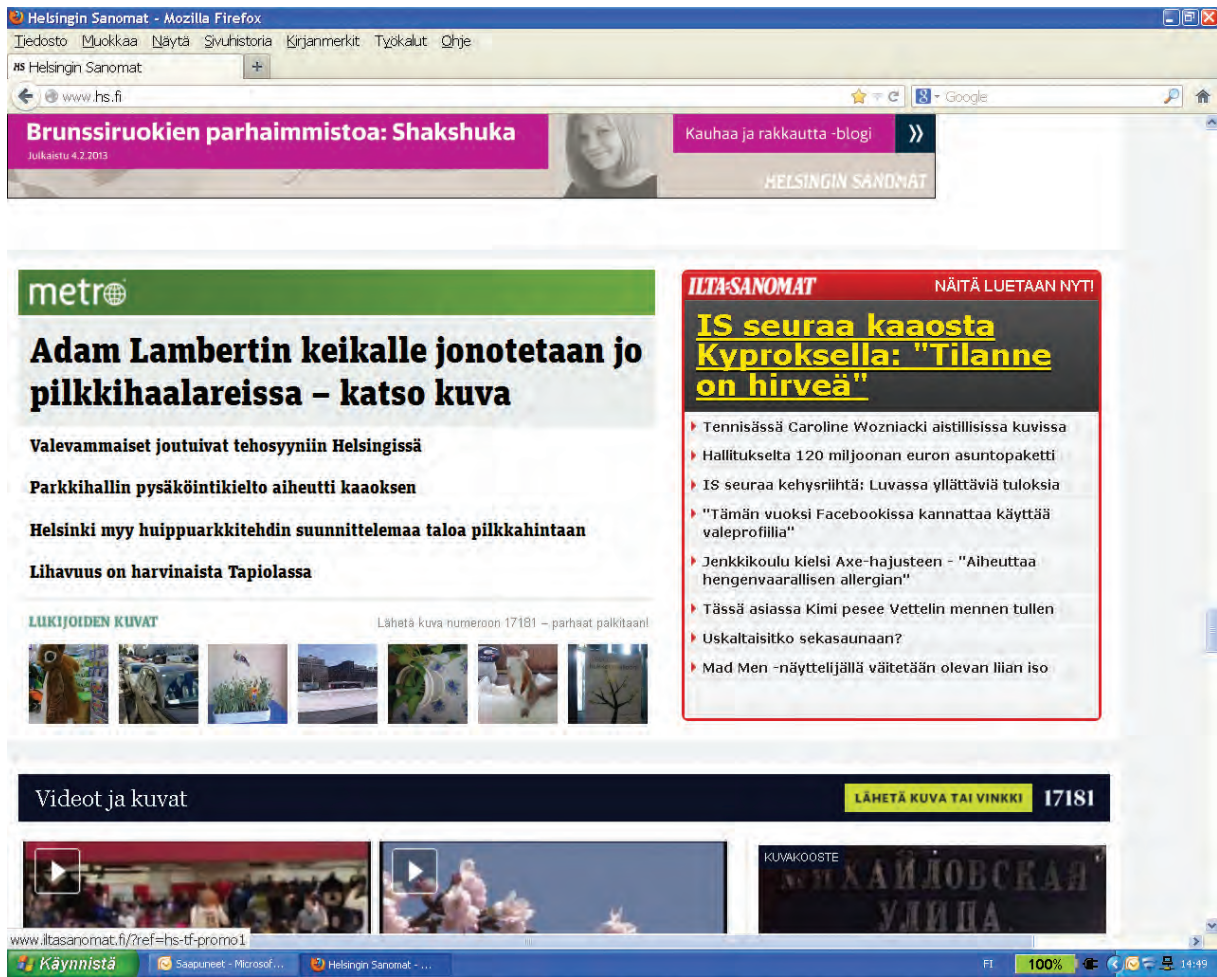 Helsingin Sanomat - Mozilla Firefox
Tiedosto Muokkaa Näytä Sivuhistoria Kirjanmerkit Työkalut Ohje
HS Helsingin Sanomat +
www.hs.fi
8 - Google
Brunssiruokien parhaimmistoa: Shakshuka
Julkaistu 4.2.2013
Kauhaa ja rakkautta -blogi
HELSINGIN SANOMAT
metro
Adam Lambertin keikalle jonotetaan jo
pilkkihaalareissa – katso kuva
Valevammaiset joutuivat tehosyyniin Helsingissä
Parkkihallin pysäköintikielto aiheutti kaaoksen
Helsinki myy huippuarkkitehdin suunnittelemaa taloa pilkkahintaan
Lihavuus on harvinaista Tapiolassa
LUKIJOIDEN KUVAT
Lähetä kuva numeroon 17181 – parhaat palkitaan!
ILTA-SANOMAT
NÄITÄ LUETAAN NYT!
IS seuraa kaaosta
Kyproksella: "Tilanne
on hirveä"
Tennisässä Caroline Wozniacki aistillisissa kuvissa
Hallitukselta 120 miljoonan euron asuntopaketti
IS seuraa kehysriihtä: Luvassa yllättäviä tuloksia
"Tämän vuoksi Facebookissa kannattaa käyttää
valeprofiilia"
Jenkkikoulu kielsi Axe-hajusteen - "Aiheuttaa
hengenvaarallisen allergian"
Tässä asiassa Kimi pesee Vettelin mennen tullen
Uskaltaisitko sekasaunaan?
Mad Men -näyttelijällä väitetään olevan liian iso
Videot ja kuvat
LÄHETÄ KUVA TAI VINKKI 17181
KUVAKOOSTE
МИХАЙЛОВСКАЯ
УЛИЦА
www.iltasanomat.fi/?ref=hs-tf-promo1
Käynnistä
Saapuneet - Microsof...
Helsingin Sanomat - ...
FI
100%
14:49